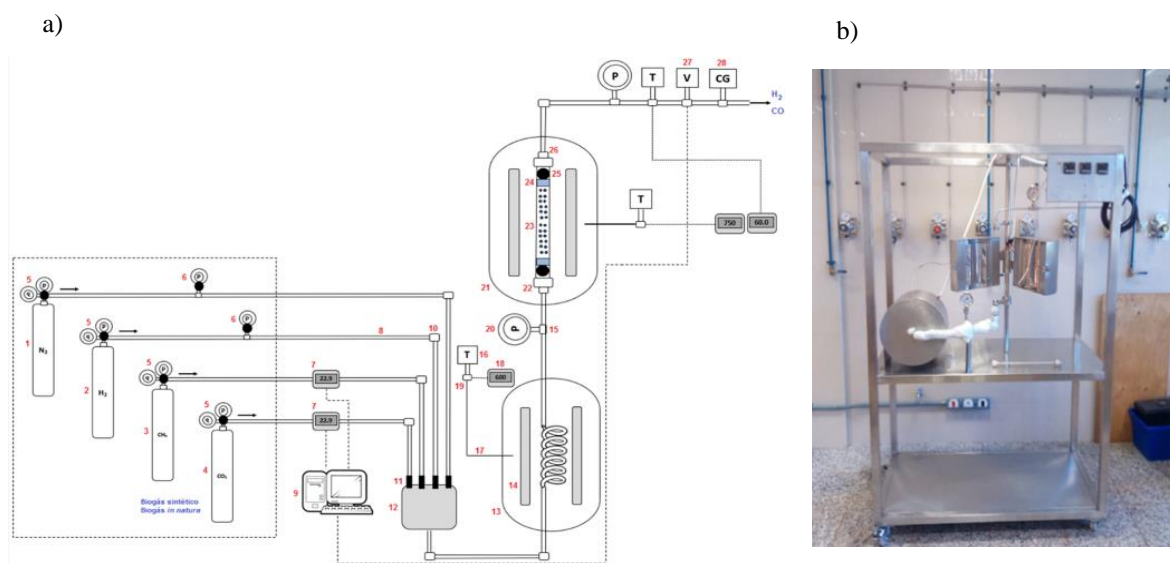 a)
b)
P
T
27
V
28
CG
H₂
CO
26
25
24
23
22
21
T
750
60.0
20
P
15
16
T
18
600
19
17
14
13
5
P
6
1
N₂
5
P
6
8
10
2
H₂
5
P
7
22.9
3
CH₄
5
P
7
22.9
4
CO₂
Biogás sintético
Biogás in natura
9
11
12